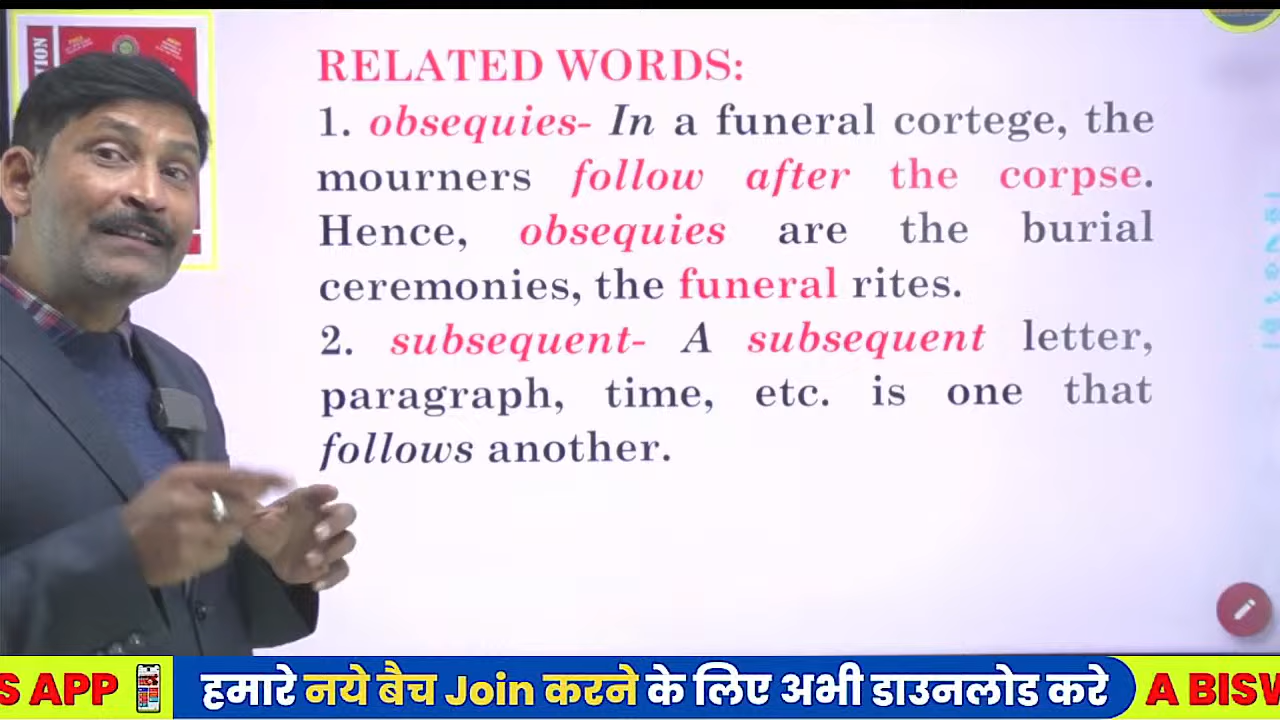 RELATED WORDS:
1. obsequies- In a funeral cortege, the
mourners follow after the corpse.
Hence, obsequies are the burial
ceremonies, the funeral rites.
2. subsequent- A subsequent letter,
paragraph, time, etc. is one that
follows another.
S APP
हमारे नये बैच Join करने के लिए अभी डाउनलोड करे
A BISW